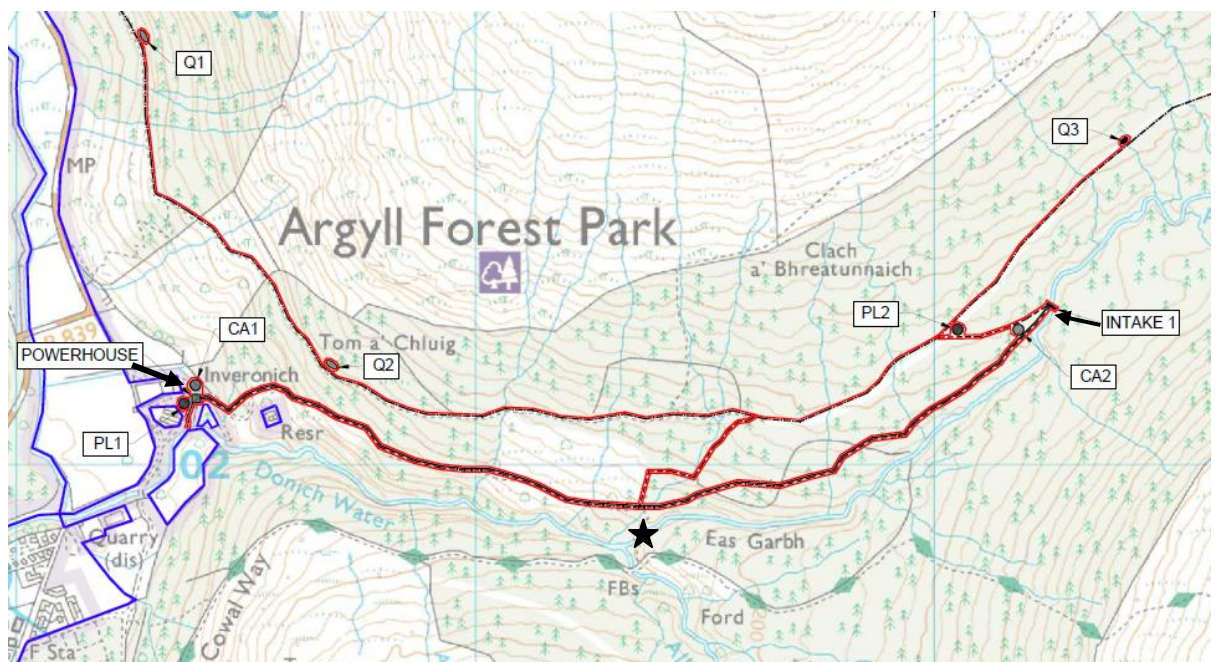 Q1
Q3
MP
Argyll Forest Park
Clach
a' Bhreatunnaich
B 839
CA1
PL2
INTAKE 1
POWERHOUSE
Tom a' Chluig
Q2
Inveronich
CA2
PL1
Resr
02
Donich Water
Quarry
(dis)
Eas Garbh
FBs
Ford
Cowal Way
F Sta